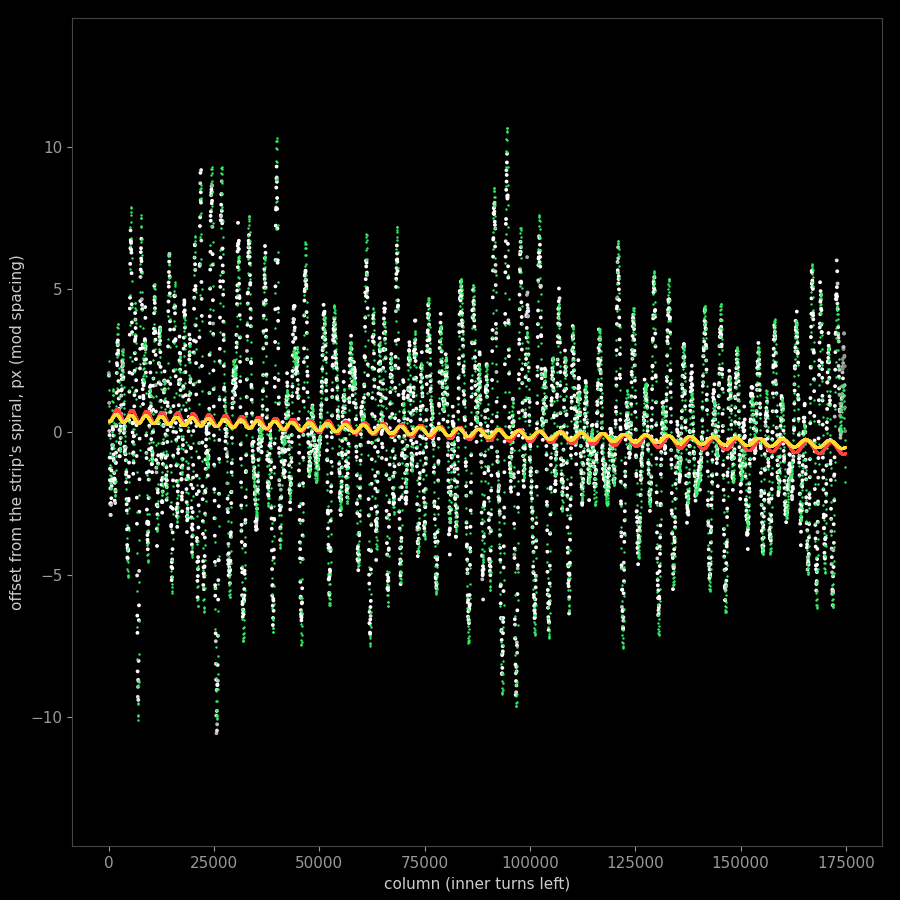 offset from the strip's spiral, px (mod spacing)
10
5
0
−5
−10
0 25000 50000 75000 100000 125000 150000 175000
column (inner turns left)